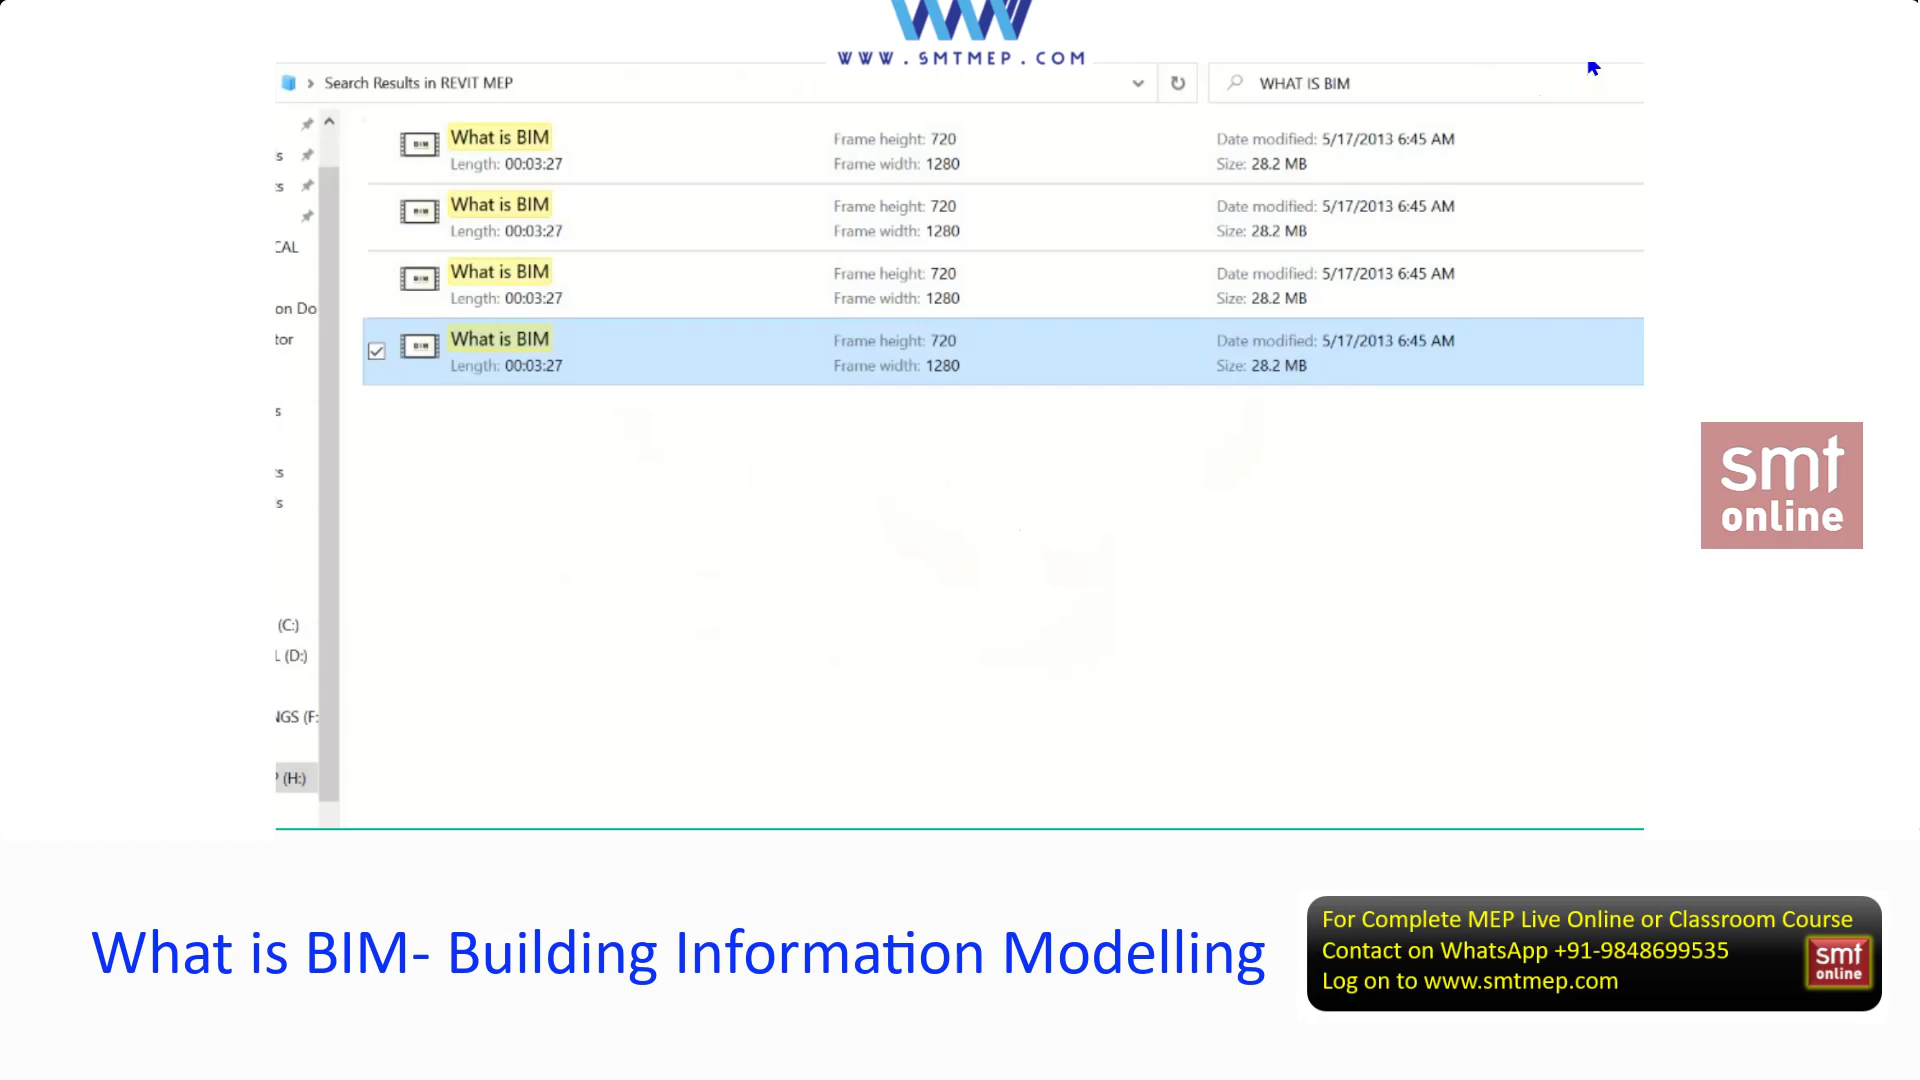 WWW.SMTMEP.COM
Search Results in REVIT MEP
WHAT IS BIM
What is BIM
Length: 00:03:27
Frame height: 720
Frame width: 1280
Date modified: 5/17/2013 6:45 AM
Size: 28.2 MB
What is BIM
Length: 00:03:27
Frame height: 720
Frame width: 1280
Date modified: 5/17/2013 6:45 AM
Size: 28.2 MB
What is BIM
Length: 00:03:27
Frame height: 720
Frame width: 1280
Date modified: 5/17/2013 6:45 AM
Size: 28.2 MB
What is BIM
Length: 00:03:27
Frame height: 720
Frame width: 1280
Date modified: 5/17/2013 6:45 AM
Size: 28.2 MB
s
ts
CAL
on Do
tor
s
ts
s
(C:)
L (D:)
NGS (F:
P (H:)
smt
online
What is BIM- Building Information Modelling
For Complete MEP Live Online or Classroom Course
Contact on WhatsApp +91-9848699535
Log on to www.smtmep.com
smt
online